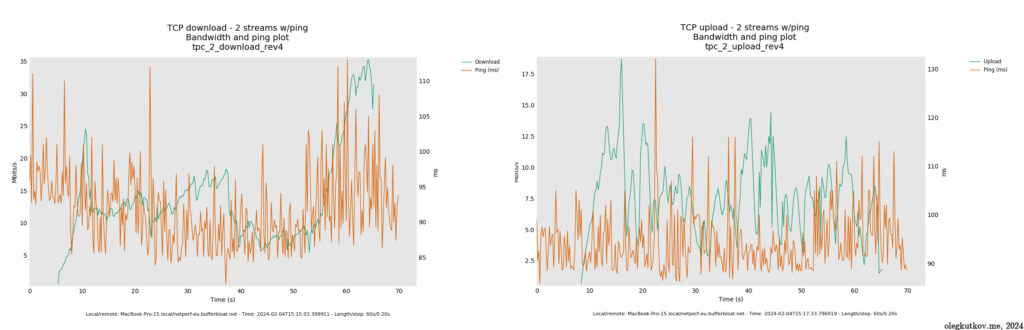 TCP download - 2 streams w/ping
Bandwidth and ping plot
tpc_2_download_rev4
35
30
25
20
15
10
5
Mbits/s
110
105
100
95
90
85
ms
Download
Ping (ms)
0 10 20 30 40 50 60 70
Time (s)
Local/remote: MacBook-Pro-15.local/netperf-eu.bufferbloat.net - Time: 2024-02-04T15:15:03.399911 - Length/step: 60s/0.20s
TCP upload - 2 streams w/ping
Bandwidth and ping plot
tpc_2_upload_rev4
17.5
15.0
12.5
10.0
7.5
5.0
2.5
Mbits/s
130
120
110
100
90
ms
Upload
Ping (ms)
0 10 20 30 40 50 60 70
Time (s)
Local/remote: MacBook-Pro-15.local/netperf-eu.bufferbloat.net - Time: 2024-02-04T15:17:33.796919 - Length/step: 60s/0.20s
olegkutkov.me, 2024